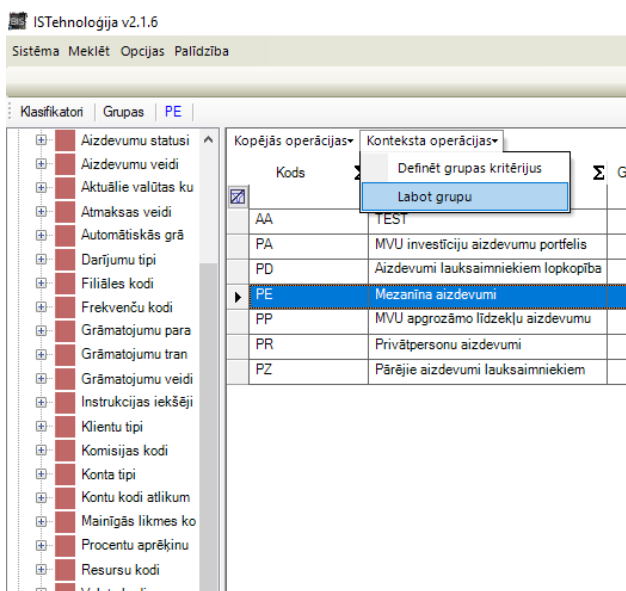 ISTehnoloģija v2.1.6
Sistēma Meklēt Opcijas Palīdzība
Klasifikatori Grupas PE
Aizdevumu statusi
Aizdevumu veidi
Aktuālie valūtas ku
Atmaksas veidi
Automātiskās grā
Darījumu tipi
Filiāles kodi
Frekvenču kodi
Grāmatojumu para
Grāmatojumu tran
Grāmatojumu veidi
Instrukcijas iekšēji
Klientu tipi
Komisijas kodi
Konta tipi
Kontu kodi atlikum
Mainīgās likmes ko
Procentu aprēķinu
Resursu kodi
Kopējās operācijas Konteksta operācijas
Definēt grupas kritērijus
Labot grupu
Kods Σ Σ G
AA TEST
PA MVU investīciju aizdevumu portfelis
PD Aizdevumi lauksaimniekiem lopkopība
PE Mezanīna aizdevumi
PP MVU apgrozāmo līdzekļu aizdevumu
PR Privātpersonu aizdevumi
PZ Pārējie aizdevumi lauksaimniekiem